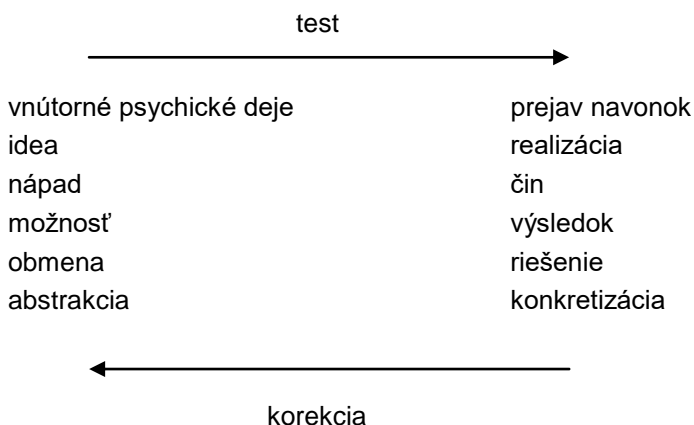 test
vnútorné psychické deje prejav navonok
idea realizácia
nápad čin
možnosť výsledok
obmena riešenie
abstrakcia konkretizácia
korekcia